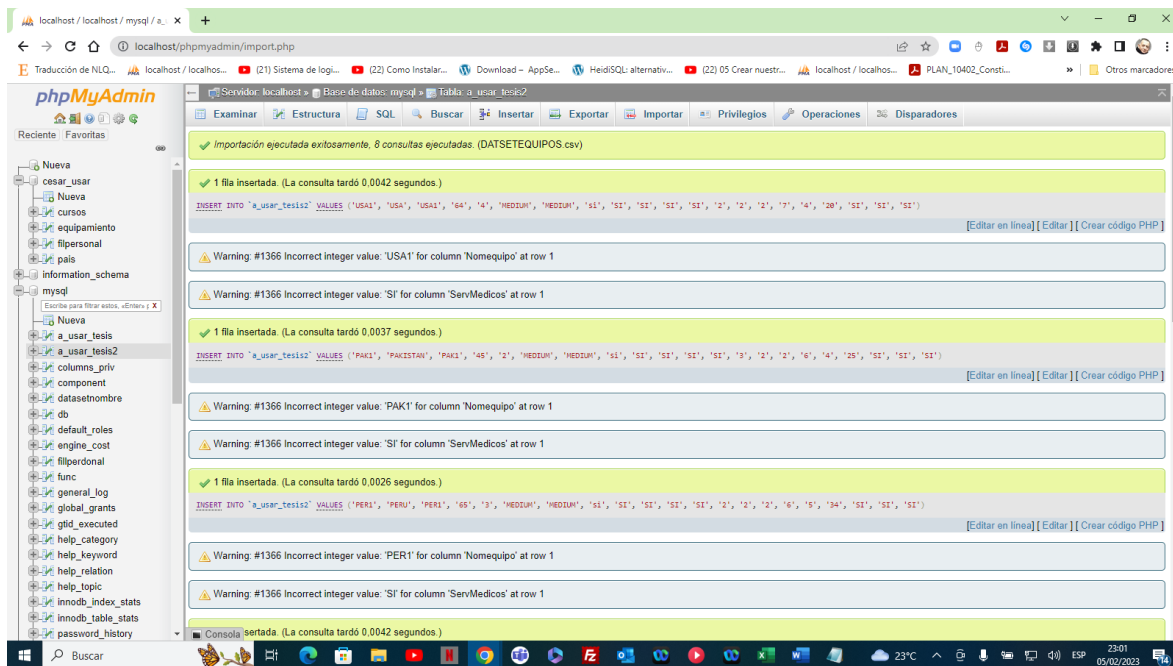 localhost / localhost / mysql / a_
localhost/phpmyadmin/import.php
Traducción de NLQ...
localhost / localhos...
(21) Sistema de logi...
(22) Como Instalar...
Download – AppSe...
HeidiSQL: alternativ...
(22) 05 Crear nuestr...
localhost / localhos...
PLAN_10402_Consti...
»
Otros marcadores
phpMyAdmin
Reciente Favoritas
Nueva
cesar_usar
Nueva
cursos
equipamiento
filpersonal
pais
information_schema
mysql
Escribe para filtrar estos, «Enter» p X
Nueva
a_usar_tesis
a_usar_tesis2
columns_priv
component
datasetnombre
db
default_roles
engine_cost
fillperdonal
func
general_log
global_grants
gtid_executed
help_category
help_keyword
help_relation
help_topic
innodb_index_stats
innodb_table_stats
password_history
Servidor: localhost » Base de datos: mysql » Tabla: a_usar_tesis2
Examinar Estructura SQL Buscar Insertar Exportar Importar Privilegios Operaciones Disparadores
Importación ejecutada exitosamente, 8 consultas ejecutadas. (DATSETEQUIPOS.csv)
1 fila insertada. (La consulta tardó 0,0042 segundos.)
INSERT INTO `a_usar_tesis2` VALUES ('USA1', 'USA', 'USA1', '64', '4', 'MEDIUM', 'MEDIUM', 'si', 'SI', 'SI', 'SI', 'SI', '2', '2', '2', '7', '4', '20', 'SI', 'SI', 'SI')
[Editar en línea] [ Editar ] [ Crear código PHP ]
Warning: #1366 Incorrect integer value: 'USA1' for column 'Nomequipo' at row 1
Warning: #1366 Incorrect integer value: 'SI' for column 'ServMedicos' at row 1
1 fila insertada. (La consulta tardó 0,0037 segundos.)
INSERT INTO `a_usar_tesis2` VALUES ('PAK1', 'PAKISTAN', 'PAK1', '45', '2', 'MEDIUM', 'MEDIUM', 'si', 'SI', 'SI', 'SI', 'SI', '3', '2', '2', '6', '4', '25', 'SI', 'SI', 'SI')
[Editar en línea] [ Editar ] [ Crear código PHP ]
Warning: #1366 Incorrect integer value: 'PAK1' for column 'Nomequipo' at row 1
Warning: #1366 Incorrect integer value: 'SI' for column 'ServMedicos' at row 1
1 fila insertada. (La consulta tardó 0,0026 segundos.)
INSERT INTO `a_usar_tesis2` VALUES ('PER1', 'PERU', 'PER1', '65', '3', 'MEDIUM', 'MEDIUM', 'si', 'SI', 'SI', 'SI', 'SI', '2', '2', '2', '6', '5', '34', 'SI', 'SI', 'SI')
[Editar en línea] [ Editar ] [ Crear código PHP ]
Warning: #1366 Incorrect integer value: 'PER1' for column 'Nomequipo' at row 1
Warning: #1366 Incorrect integer value: 'SI' for column 'ServMedicos' at row 1
Consola sertada. (La consulta tardó 0,0042 segundos.)
Buscar
23°C
ESP
23:01
05/02/2023